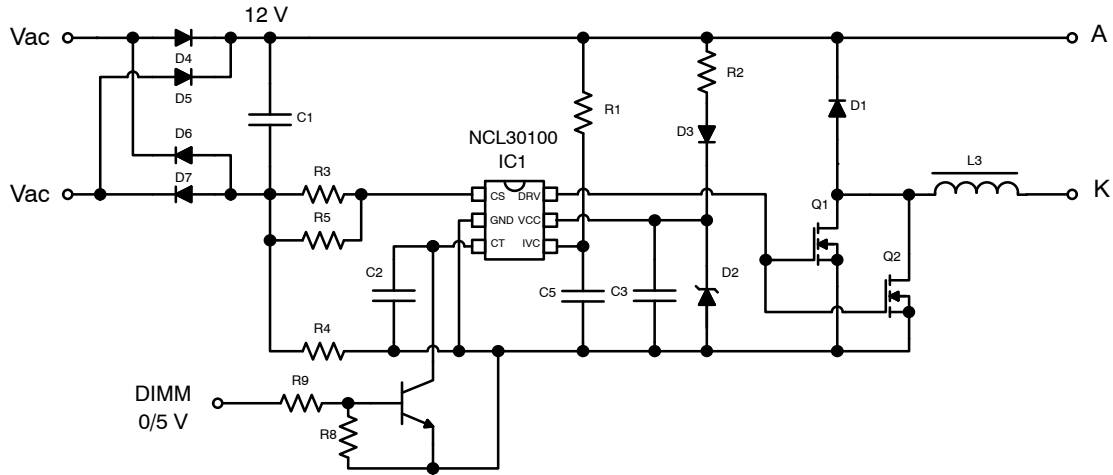 12 V
Vac
A
D4
R2
D5
R1
D1
C1
D6
NCL30100
D3
IC1
L3
R3
Vac
D7
CS DRV
K
Q1
R5
GND VCC
CT IVC
Q2
C2
D2
C5
C3
R4
DIMM
R9
0/5 V
R8